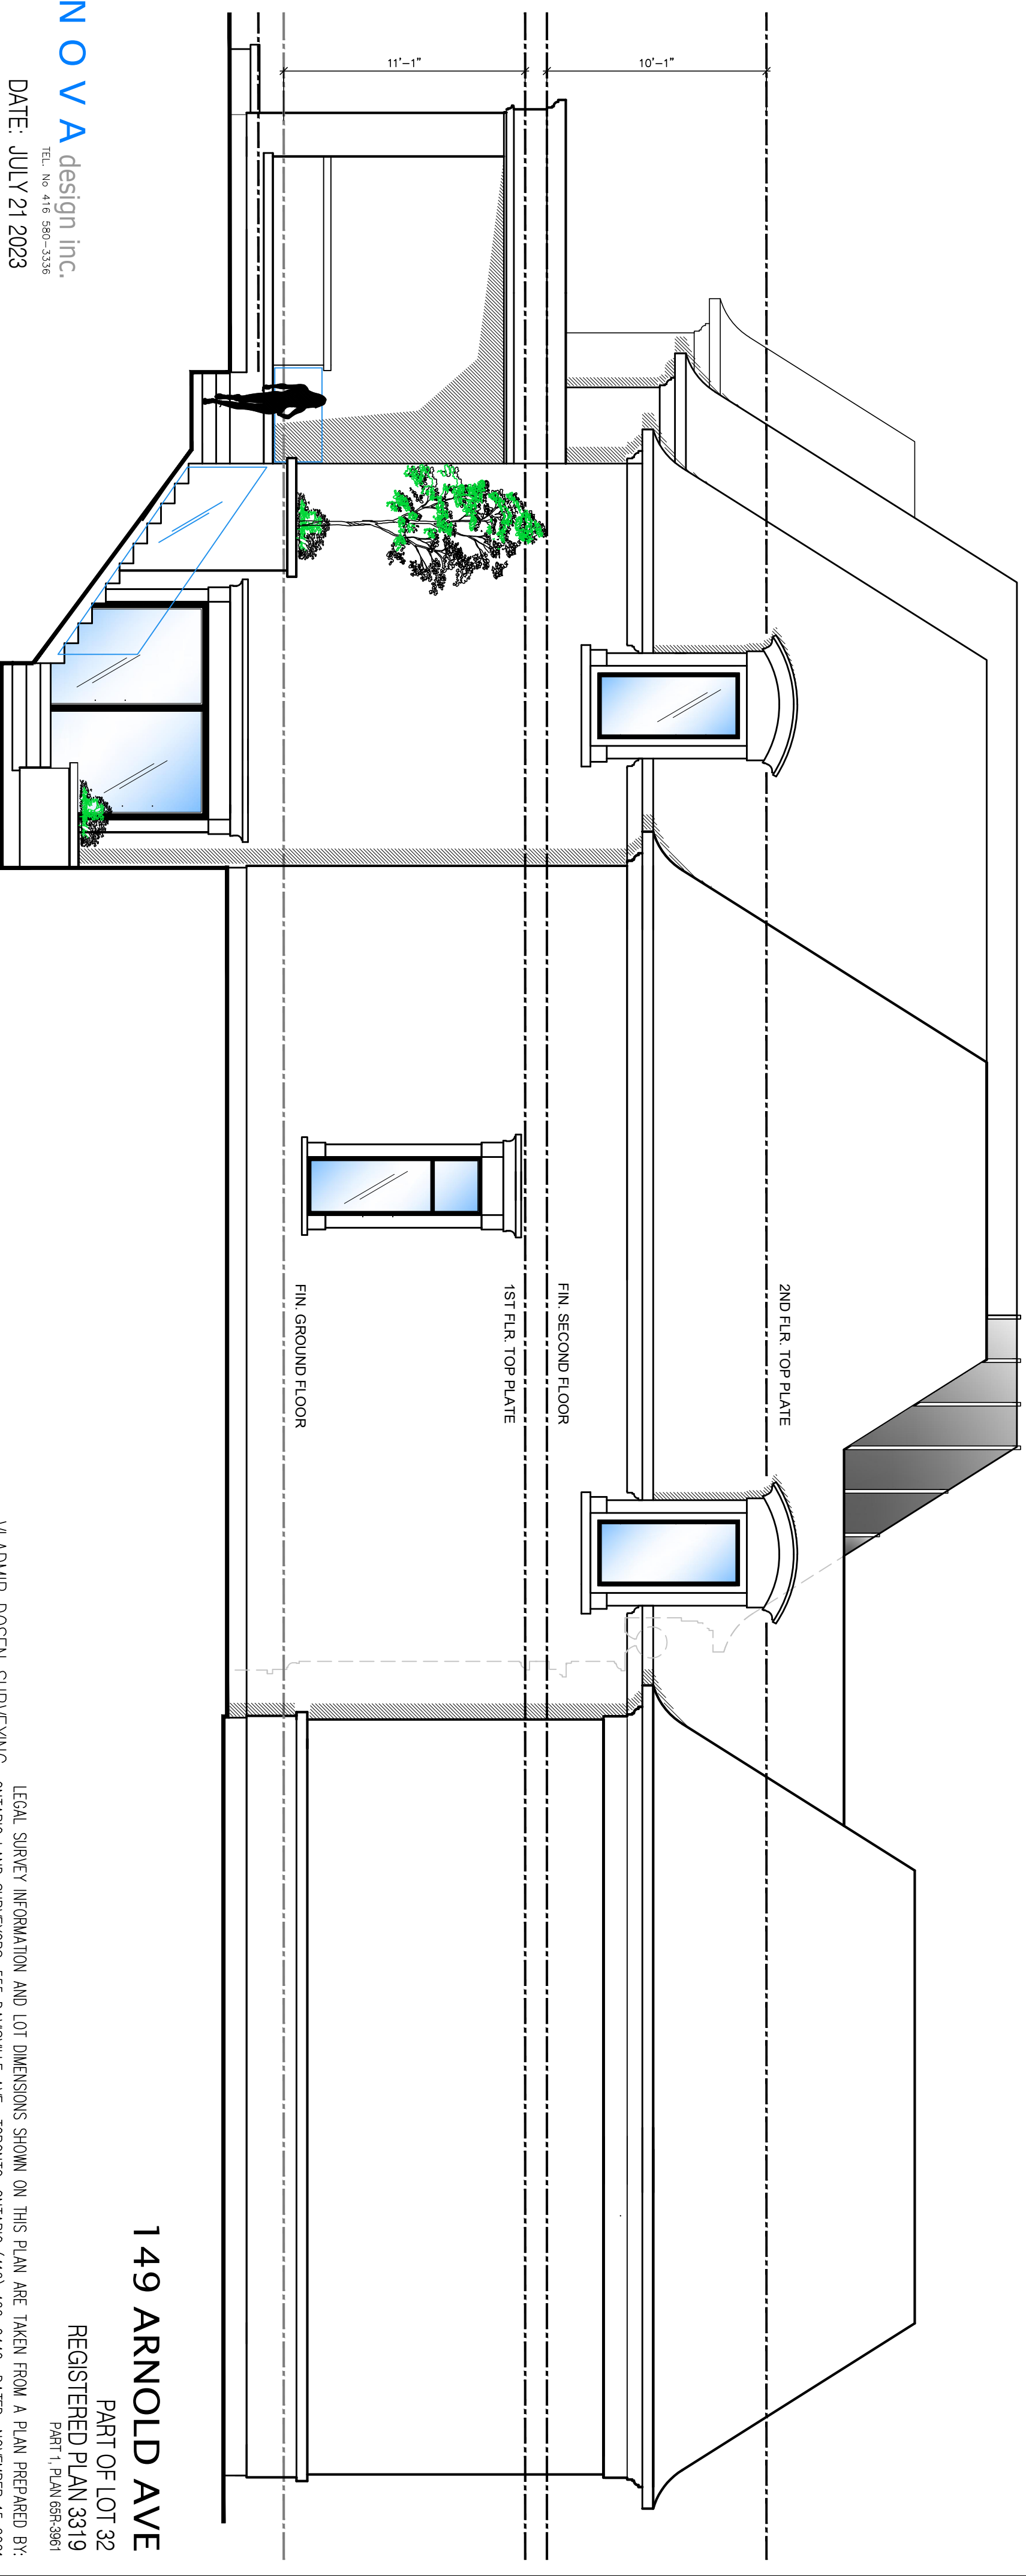 10'-1"
11'-1"
2ND FLR. TOP PLATE
FIN. SECOND FLOOR
1ST FLR. TOP PLATE
FIN. GROUND FLOOR
149 ARNOLD AVE
PART OF LOT 32
REGISTERED PLAN 3319
PART 1, PLAN 65R-3961
NOVA design inc.
TEL. No 416 580-3336
DATE: JULY 21 2023
LEGAL SURVEY INFORMATION AND LOT DIMENSIONS SHOWN ON THIS PLAN ARE TAKEN FROM A PLAN PREPARED BY: